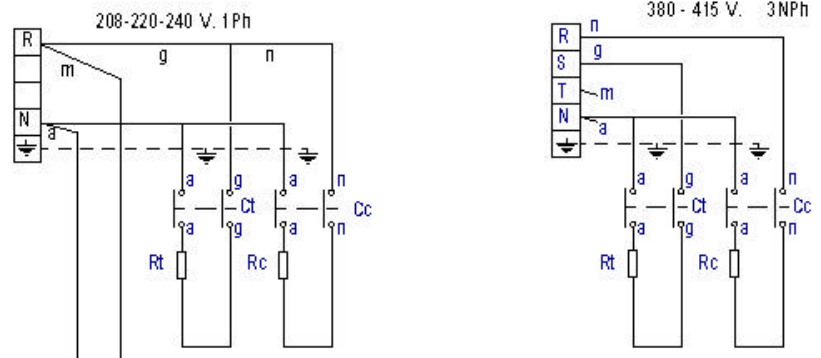 208-220-240 V. 1Ph
R
g
n
m
N
a
a g a n
Ct
Cc
a g a n
Rt
Rc
380 - 415 V. 3NPh
R n
S g
T m
N
a
a g a n
Ct
Cc
a g a n
Rt
Rc